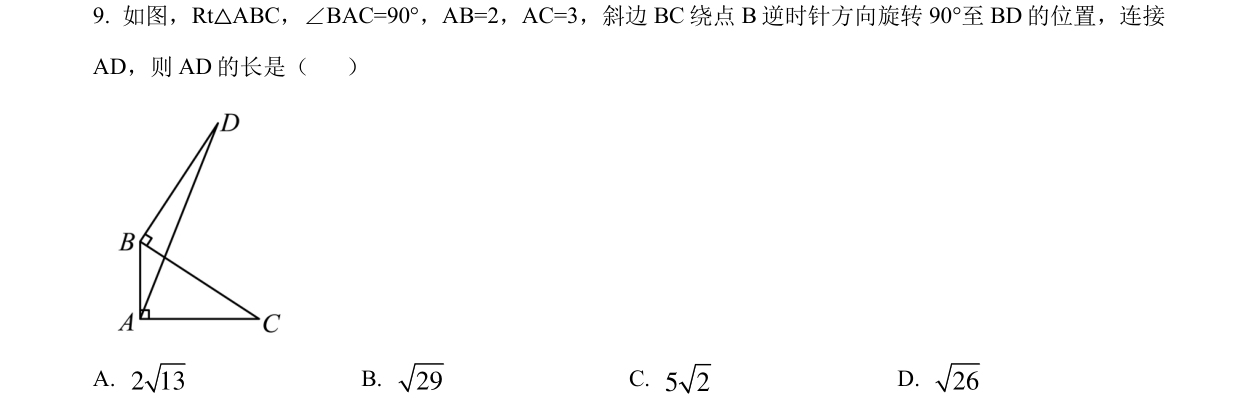 9. 如图，Rt△ABC，∠BAC=90°，AB=2，AC=3，斜边 BC 绕点 B 逆时针方向旋转 90°至 BD 的位置，连接
AD，则 AD 的长是（　　）
D
B
A
C
A. 2√13 B. √29 C. 5√2 D. √26